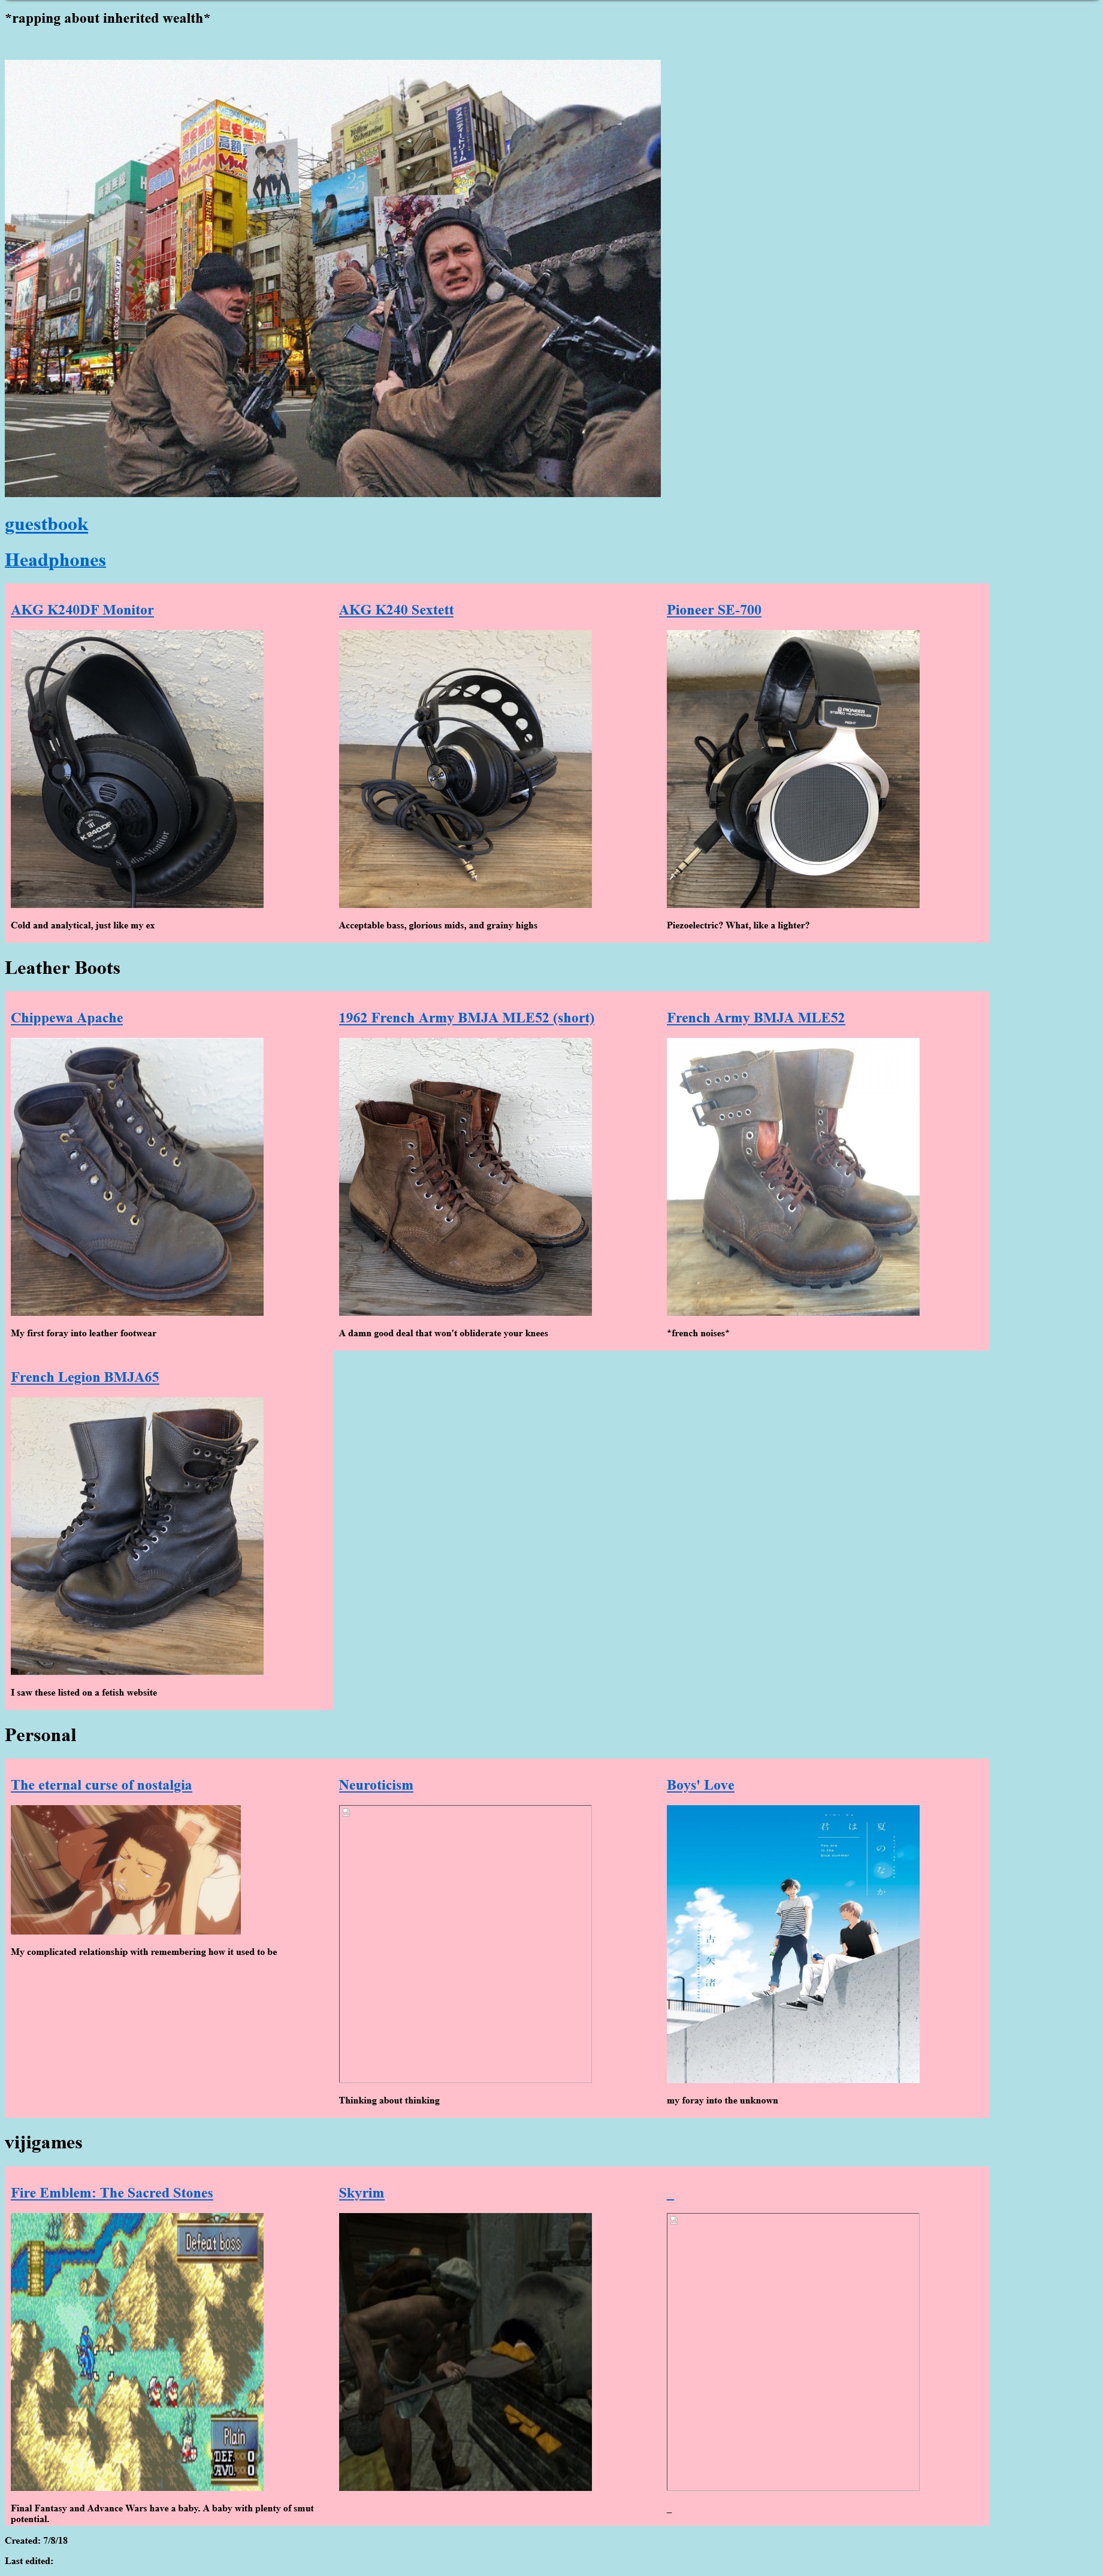 *rapping about inherited wealth*
guestbook
Headphones
AKG K240DF Monitor
AKG K240 Sextett
Pioneer SE-700
K 240 DF
PIONEER
Cold and analytical, just like my ex
Acceptable bass, glorious mids, and grainy highs
Piezoelectric? What, like a lighter?
Leather Boots
Chippewa Apache
1962 French Army BMJA MLE52 (short)
French Army BMJA MLE52
My first foray into leather footwear
A damn good deal that won't obliderate your knees
*french noises*
French Legion BMJA65
I saw these listed on a fetish website
Personal
The eternal curse of nostalgia
Neuroticism
Boys' Love
君は
夏のなか
古矢渚
My complicated relationship with remembering how it used to be
Thinking about thinking
my foray into the unknown
vijigames
Fire Emblem: The Sacred Stones
Skyrim
_
Defeat boss
Plain
DEF. 0
AVO. 0
Final Fantasy and Advance Wars have a baby. A baby with plenty of smut
potential.
_
Created: 7/8/18
Last edited: